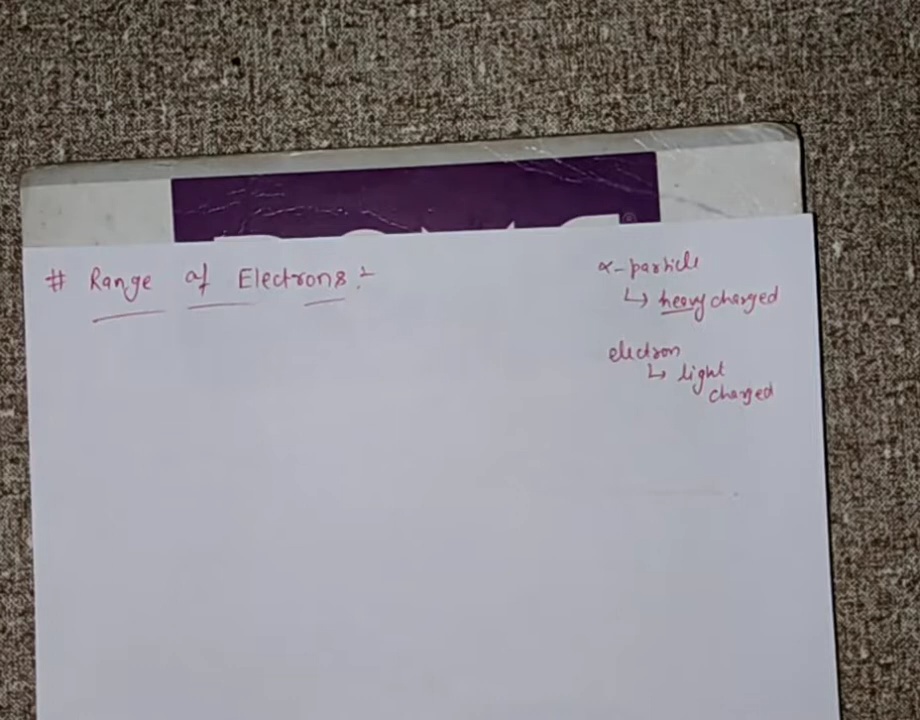 # Range of Electrons :-
α-particle
↳ heavy charged
electron
↳ light
charged